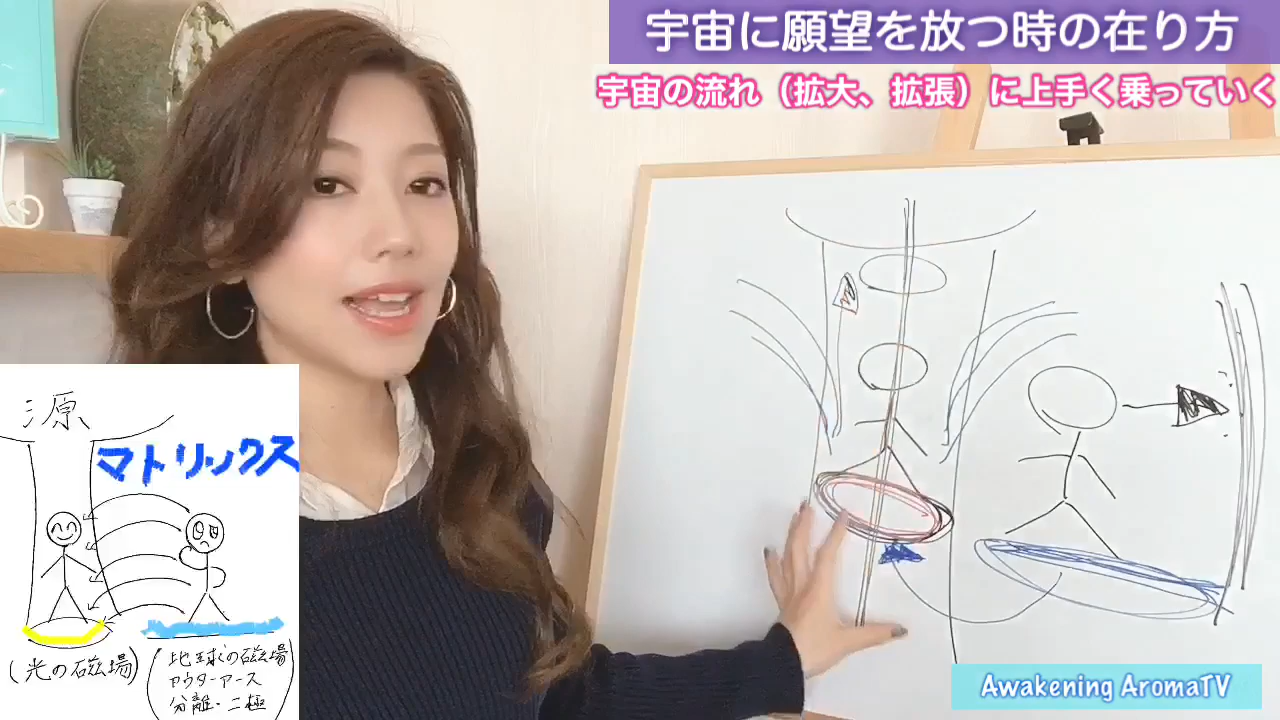 宇宙に願望を放つ時の在り方
宇宙の流れ（拡大、拡張）に上手く乗っていく
源
マトリックス
(光の磁場)
(地球の磁場
アウターアース
分離・二極)
Awakening AromaTV